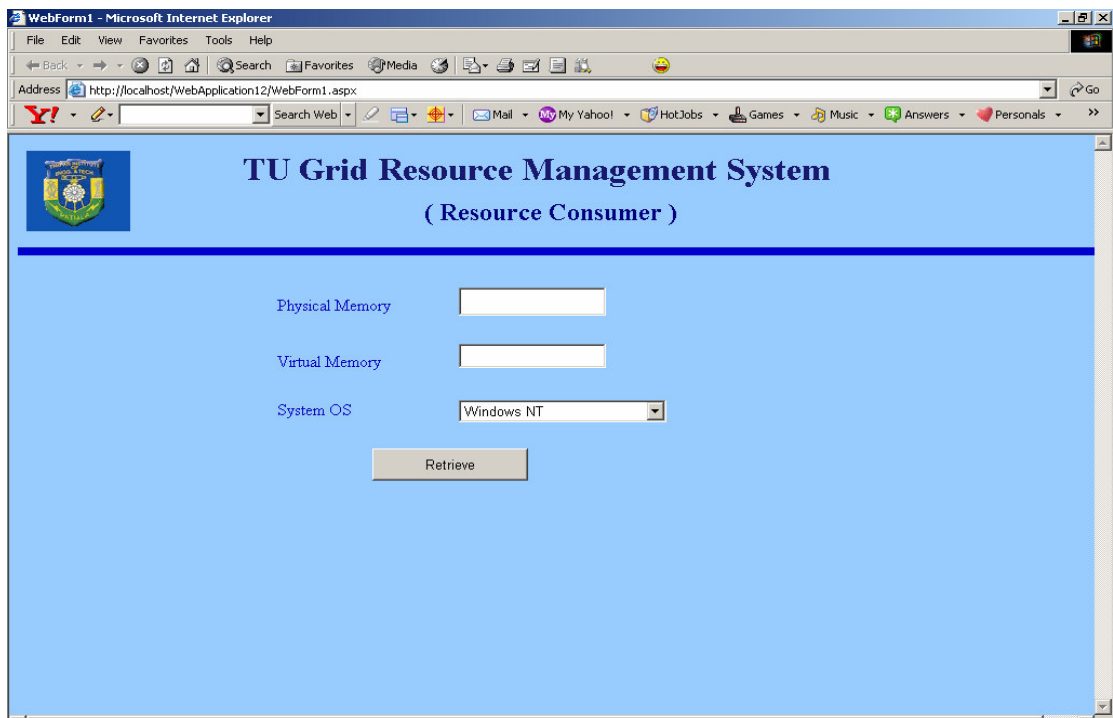 WebForm1 - Microsoft Internet Explorer
File Edit View Favorites Tools Help
Back Search Favorites Media
Address http://localhost/WebApplication12/WebForm1.aspx Go
Y! Search Web Mail My My Yahoo! HotJobs Games Music Answers Personals »
TU Grid Resource Management System
( Resource Consumer )
Physical Memory
Virtual Memory
System OS Windows NT
Retrieve